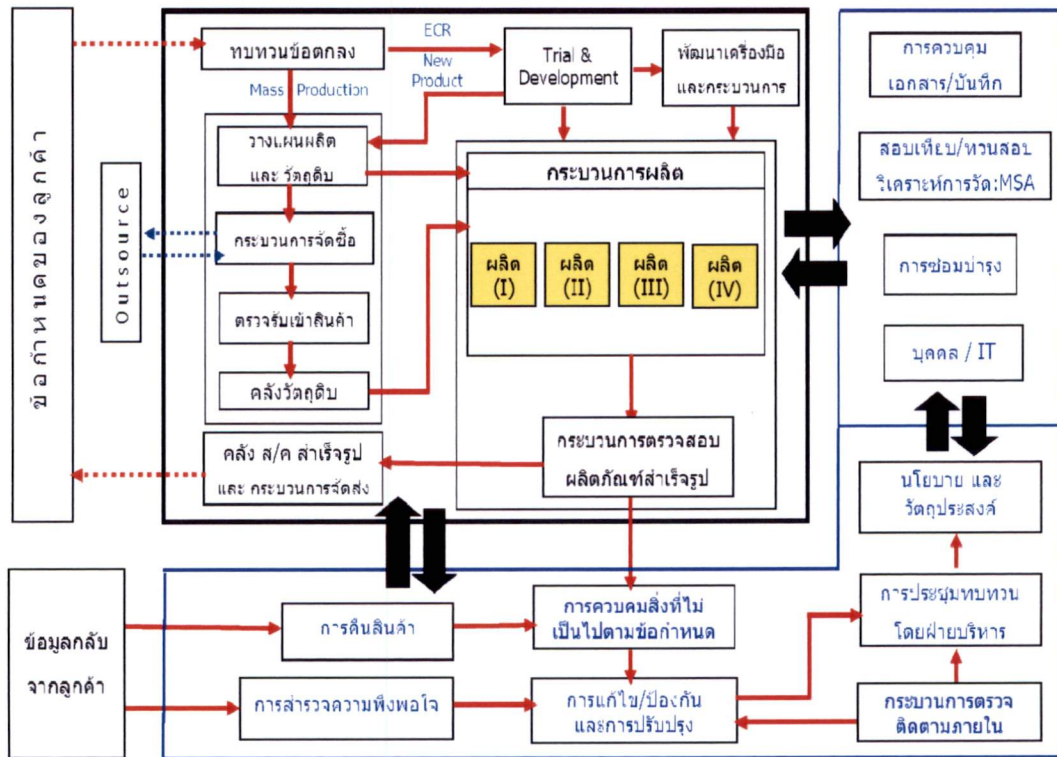 ข้อกำหนดของลูกค้า
Outsource
ทบทวนข้อตกลง
ECR
New
Product
Trial &
Development
พัฒนาเครื่องมือ
และกระบวนการ
Mass Production
วางแผนผลิต
และ วัตถุดิบ
กระบวนการจัดซื้อ
ตรวจรับเข้าสินค้า
คลังวัตถุดิบ
คลัง ส/ค สำเร็จรูป
และ กระบวนการจัดส่ง
กระบวนการผลิต
ผลิต
(I)
ผลิต
(II)
ผลิต
(III)
ผลิต
(IV)
กระบวนการตรวจสอบ
ผลิตภัณฑ์สำเร็จรูป
การควบคุม
เอกสาร/บันทึก
สอบเทียบ/ทวนสอบ
วิเคราะห์การวัด:MSA
การซ่อมบำรุง
บุคคล / IT
นโยบาย และ
วัตถุประสงค์
การประชุมทบทวน
โดยฝ่ายบริหาร
กระบวนการตรวจ
ติดตามภายใน
ข้อมูลกลับ
จากลูกค้า
การคืนสินค้า
การสำรวจความพึงพอใจ
การควบคุมสิ่งที่ไม่
เป็นไปตามข้อกำหนด
การแก้ไข/ป้องกัน
และการปรับปรุง